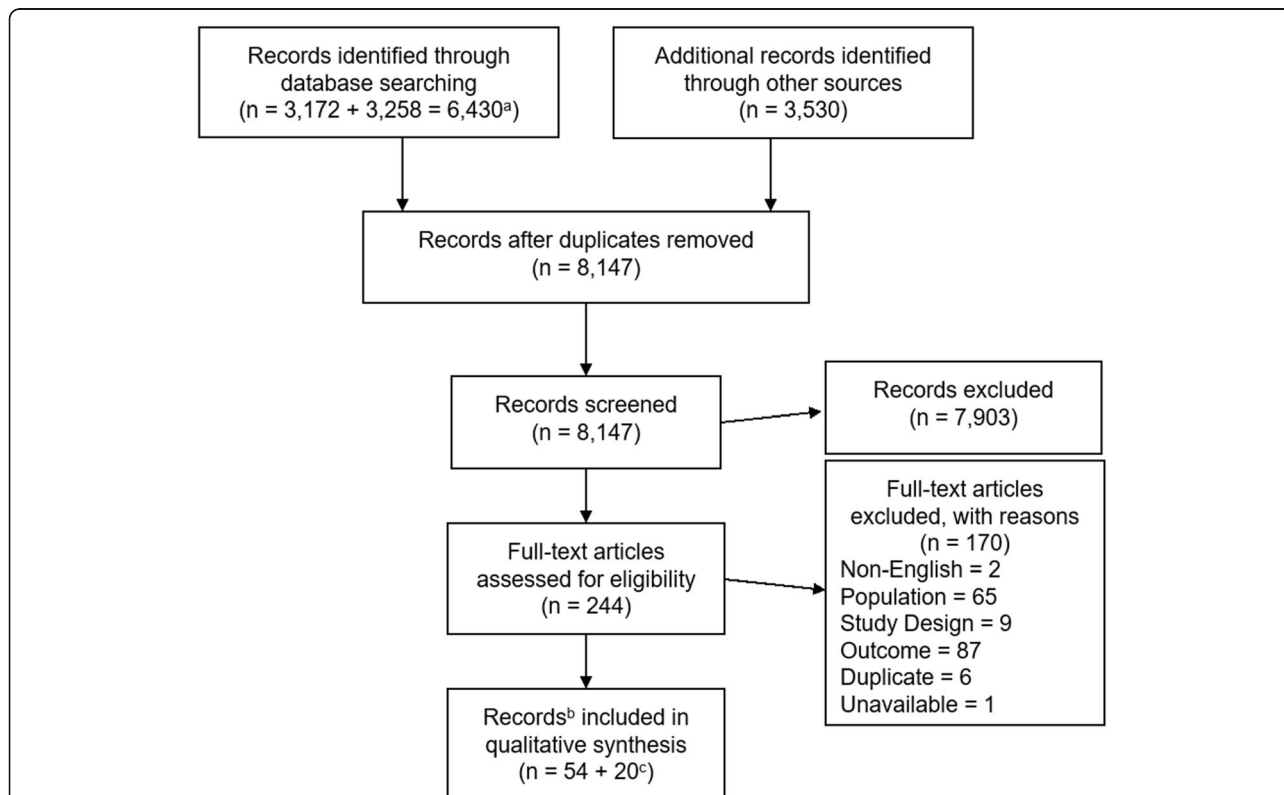 Records identified through
database searching
(n = 3,172 + 3,258 = 6,430ᵃ)
Additional records identified
through other sources
(n = 3,530)
Records after duplicates removed
(n = 8,147)
Records screened
(n = 8,147)
Records excluded
(n = 7,903)
Full-text articles
assessed for eligibility
(n = 244)
Full-text articles
excluded, with reasons
(n = 170)
Non-English = 2
Population = 65
Study Design = 9
Outcome = 87
Duplicate = 6
Unavailable = 1
Recordsᵇ included in
qualitative synthesis
(n = 54 + 20ᶜ)